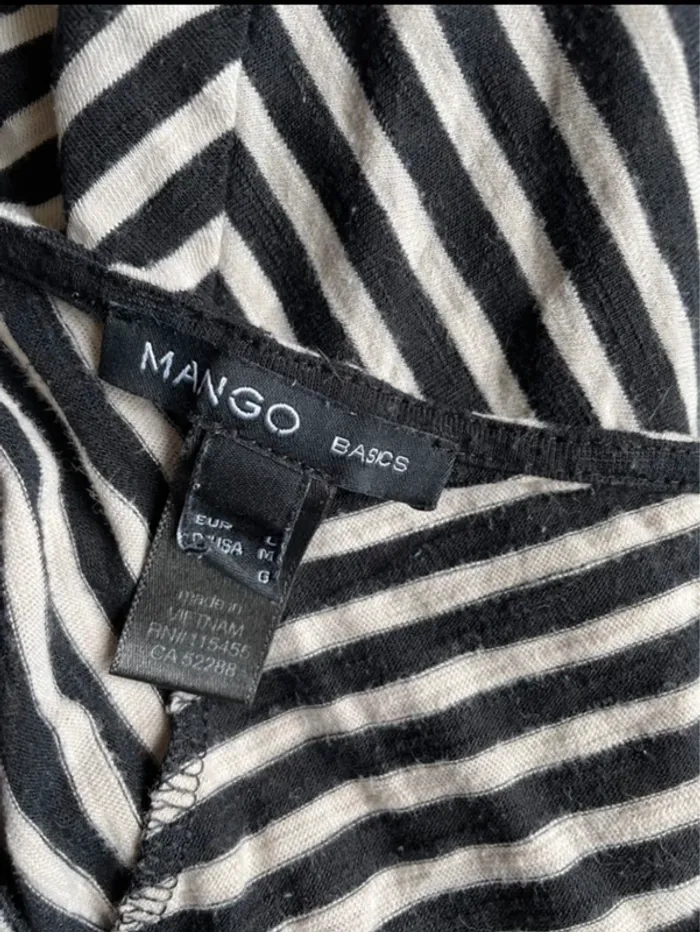 MANGO BASICS
EUR L
USA M
G
made in
VIETNAM
RN# 115455
CA 52288